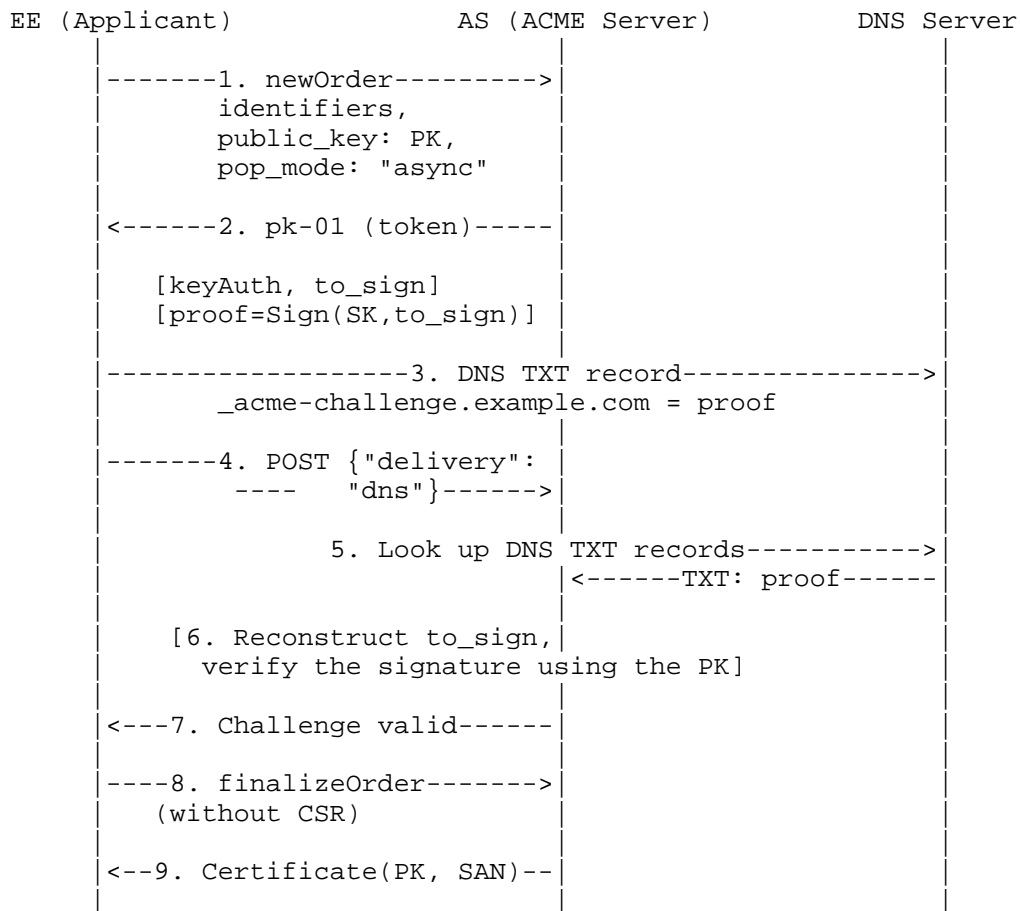 EE (Applicant) AS (ACME Server) DNS Server
|-------1. newOrder--------->|
identifiers,
public_key: PK,
pop_mode: "async"
|<------2. pk-01 (token)-----|
[keyAuth, to_sign]
[proof=Sign(SK,to_sign)]
|-------------------3. DNS TXT record--------------->|
_acme-challenge.example.com = proof
|-------4. POST {"delivery":
---- "dns"}------>|
5. Look up DNS TXT records----------->|
|<------TXT: proof------|
[6. Reconstruct to_sign,
verify the signature using the PK]
|<---7. Challenge valid------|
|----8. finalizeOrder------->|
(without CSR)
|<--9. Certificate(PK, SAN)--|